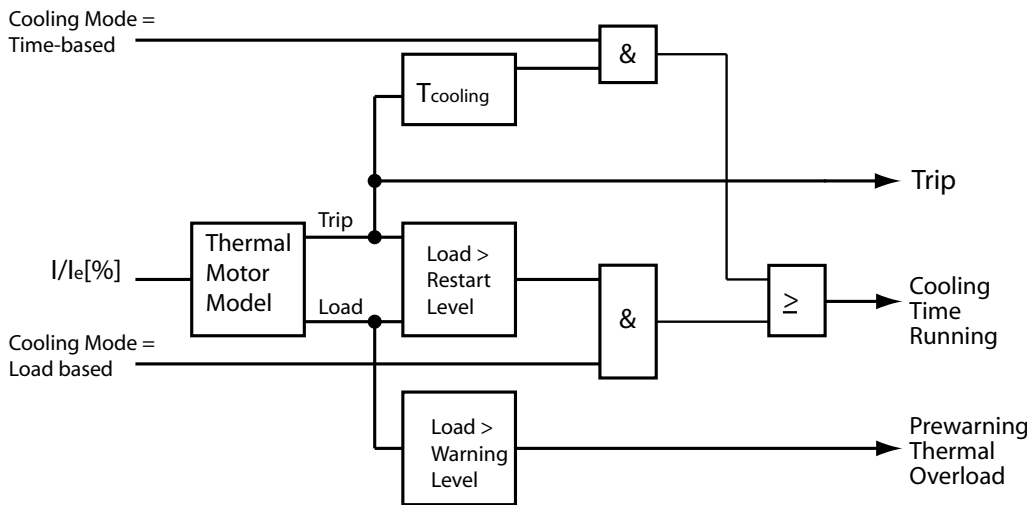 Cooling Mode =
Time-based
&
Tcooling
Trip
Trip
Thermal
Motor
Model
I/Ie[%]
Load >
Restart
Level
Load
&
≥
Cooling
Time
Running
Cooling Mode =
Load based
Load >
Warning
Level
Prewarning
Thermal
Overload